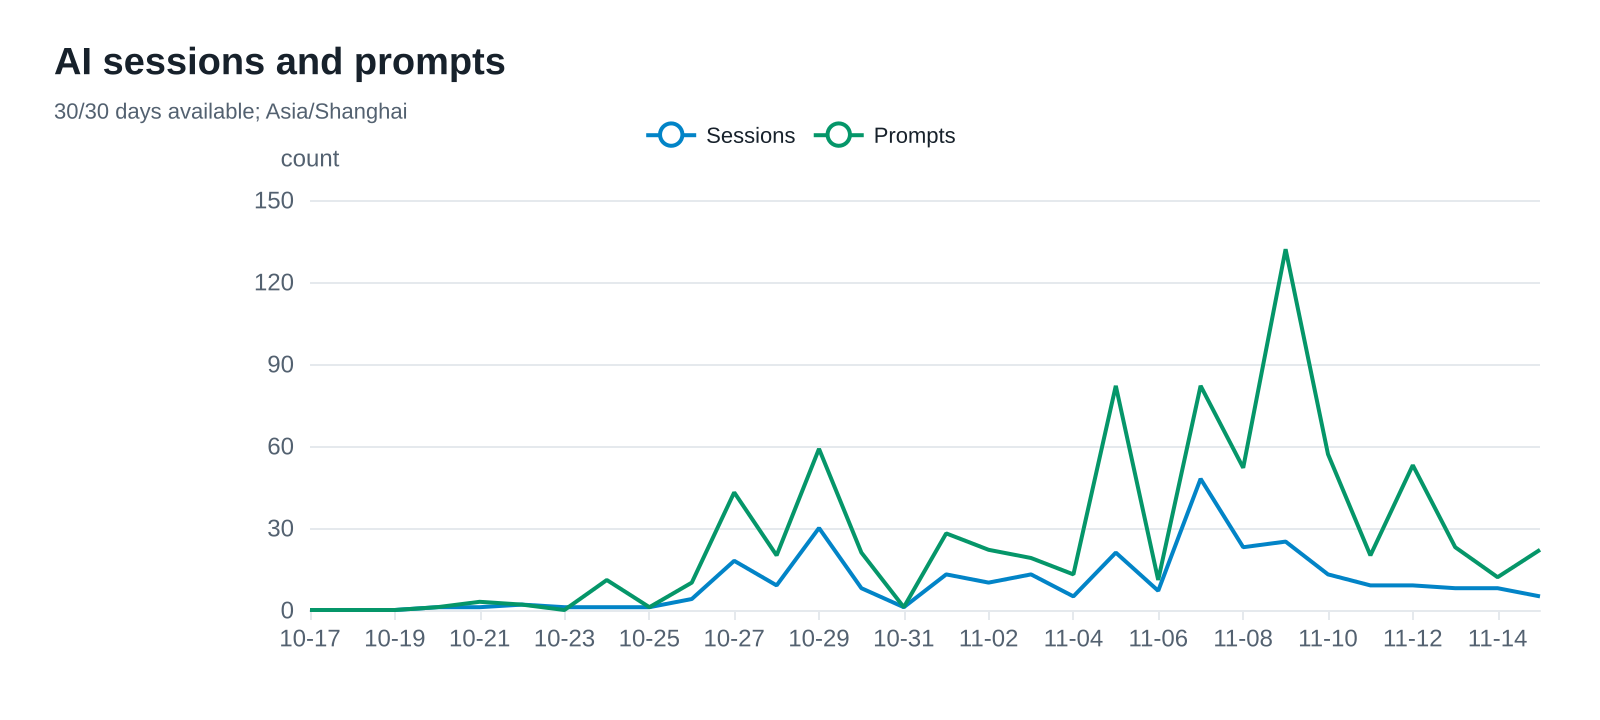 AI sessions and prompts
30/30 days available; Asia/Shanghai
Sessions Prompts
count
150
120
90
60
30
0
10-17 10-19 10-21 10-23 10-25 10-27 10-29 10-31 11-02 11-04 11-06 11-08 11-10 11-12 11-14